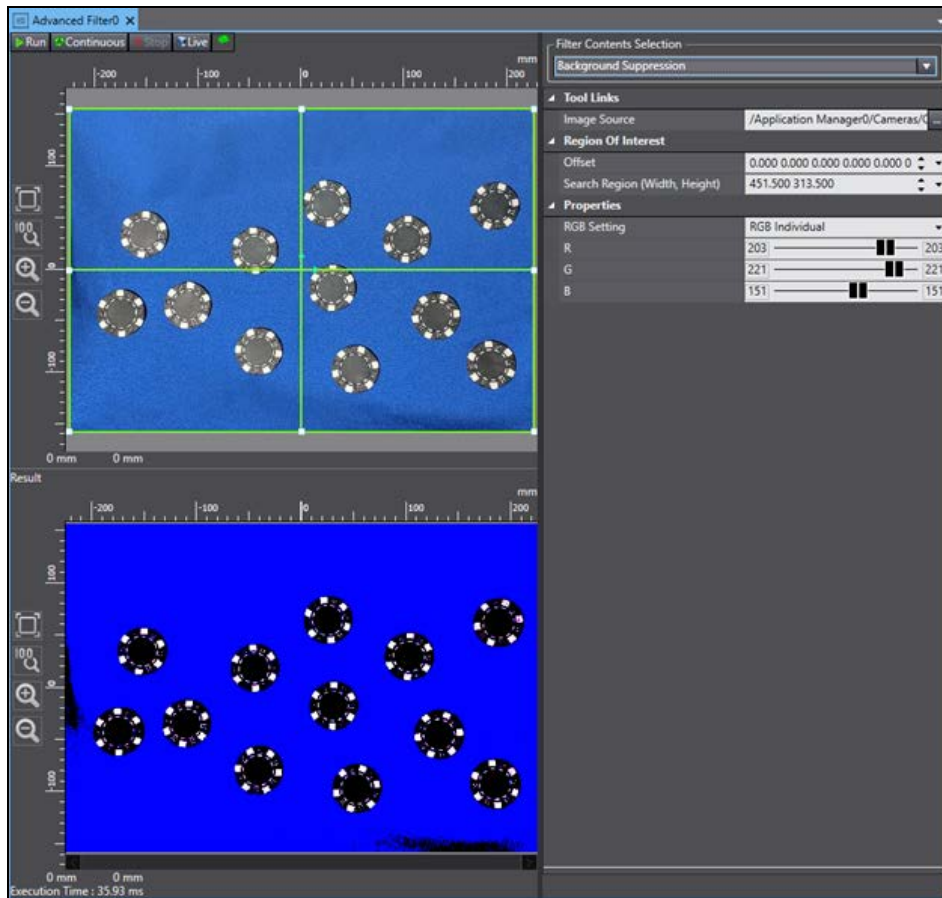 Advanced Filter0 X
Run Continuous Stop Live
mm
-200 -100 0 100 200
100
0
-100
0 mm 0 mm
Result
mm
-200 -100 0 100 200
100
0
-100
0 mm 0 mm
Execution Time : 35.93 ms
Filter Contents Selection
Background Suppression
Tool Links
Image Source /Application Manager0/Cameras/C ...
Region Of Interest
Offset 0.000 0.000 0.000 0.000 0.000 0
Search Region (Width, Height) 451.500 313.500
Properties
RGB Setting RGB Individual
R 203 203
G 221 221
B 151 151